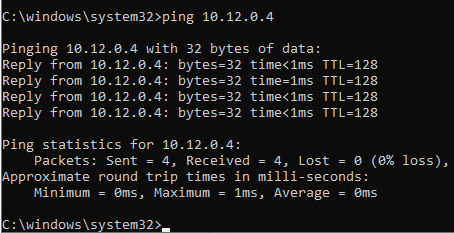 C:\windows\system32>ping 10.12.0.4
Pinging 10.12.0.4 with 32 bytes of data:
Reply from 10.12.0.4: bytes=32 time<1ms TTL=128
Reply from 10.12.0.4: bytes=32 time=1ms TTL=128
Reply from 10.12.0.4: bytes=32 time<1ms TTL=128
Reply from 10.12.0.4: bytes=32 time<1ms TTL=128
Ping statistics for 10.12.0.4:
    Packets: Sent = 4, Received = 4, Lost = 0 (0% loss),
Approximate round trip times in milli-seconds:
    Minimum = 0ms, Maximum = 1ms, Average = 0ms
C:\windows\system32>